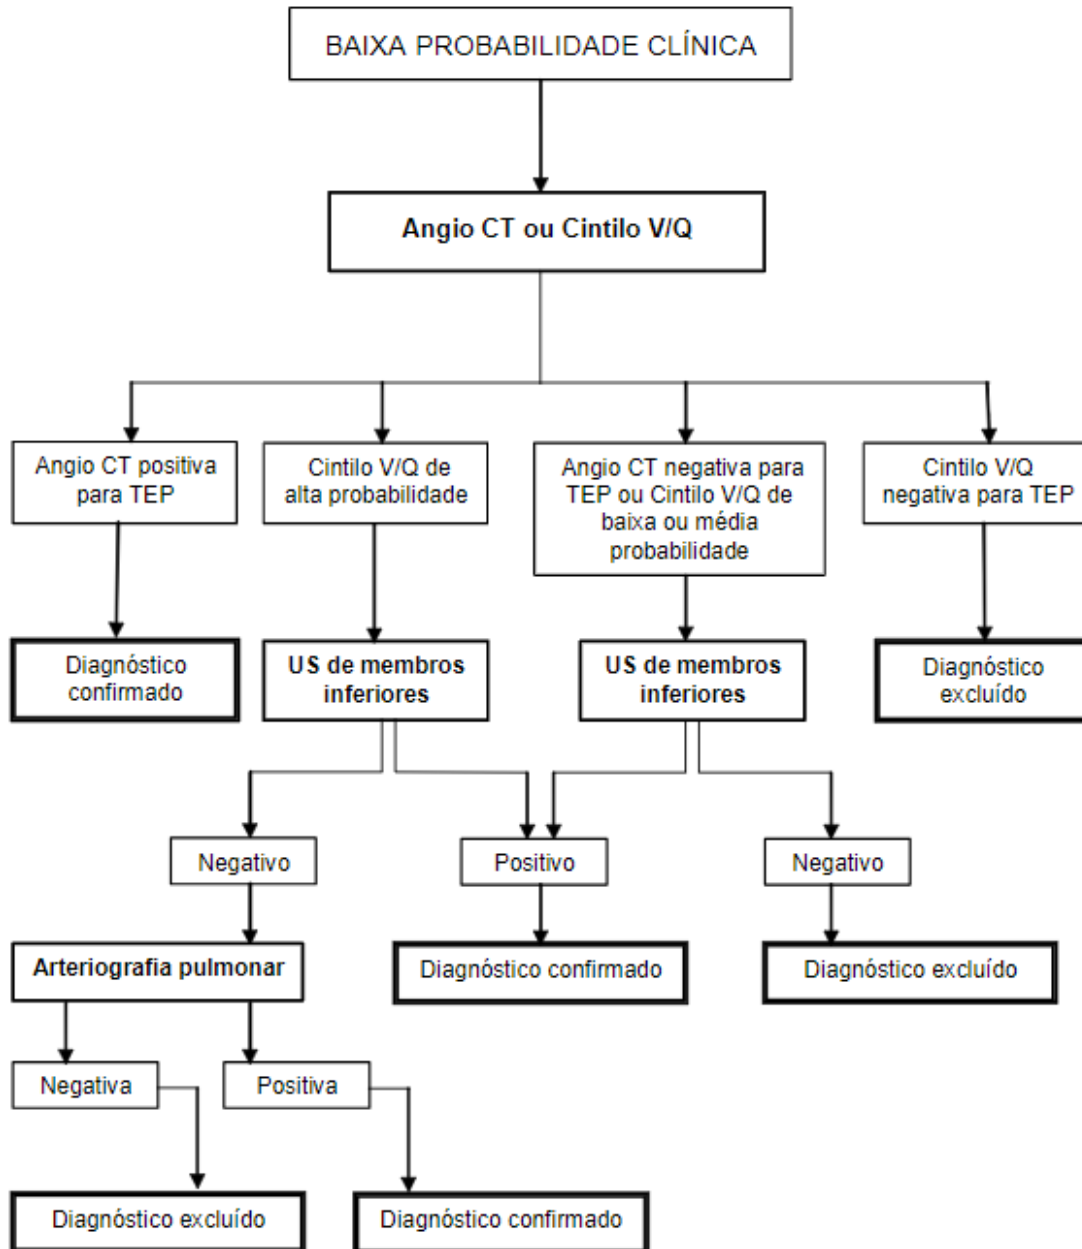 BAIXA PROBABILIDADE CLÍNICA
Angio CT ou Cintilo V/Q
Angio CT positiva
para TEP
Cintilo V/Q de
alta probabilidade
Angio CT negativa para
TEP ou Cintilo V/Q de
baixa ou média
probabilidade
Cintilo V/Q
negativa para TEP
Diagnóstico
confirmado
US de membros
inferiores
US de membros
inferiores
Diagnóstico
excluído
Negativo
Positivo
Negativo
Arteriografia pulmonar
Diagnóstico confirmado
Diagnóstico excluído
Negativa
Positiva
Diagnóstico excluído
Diagnóstico confirmado